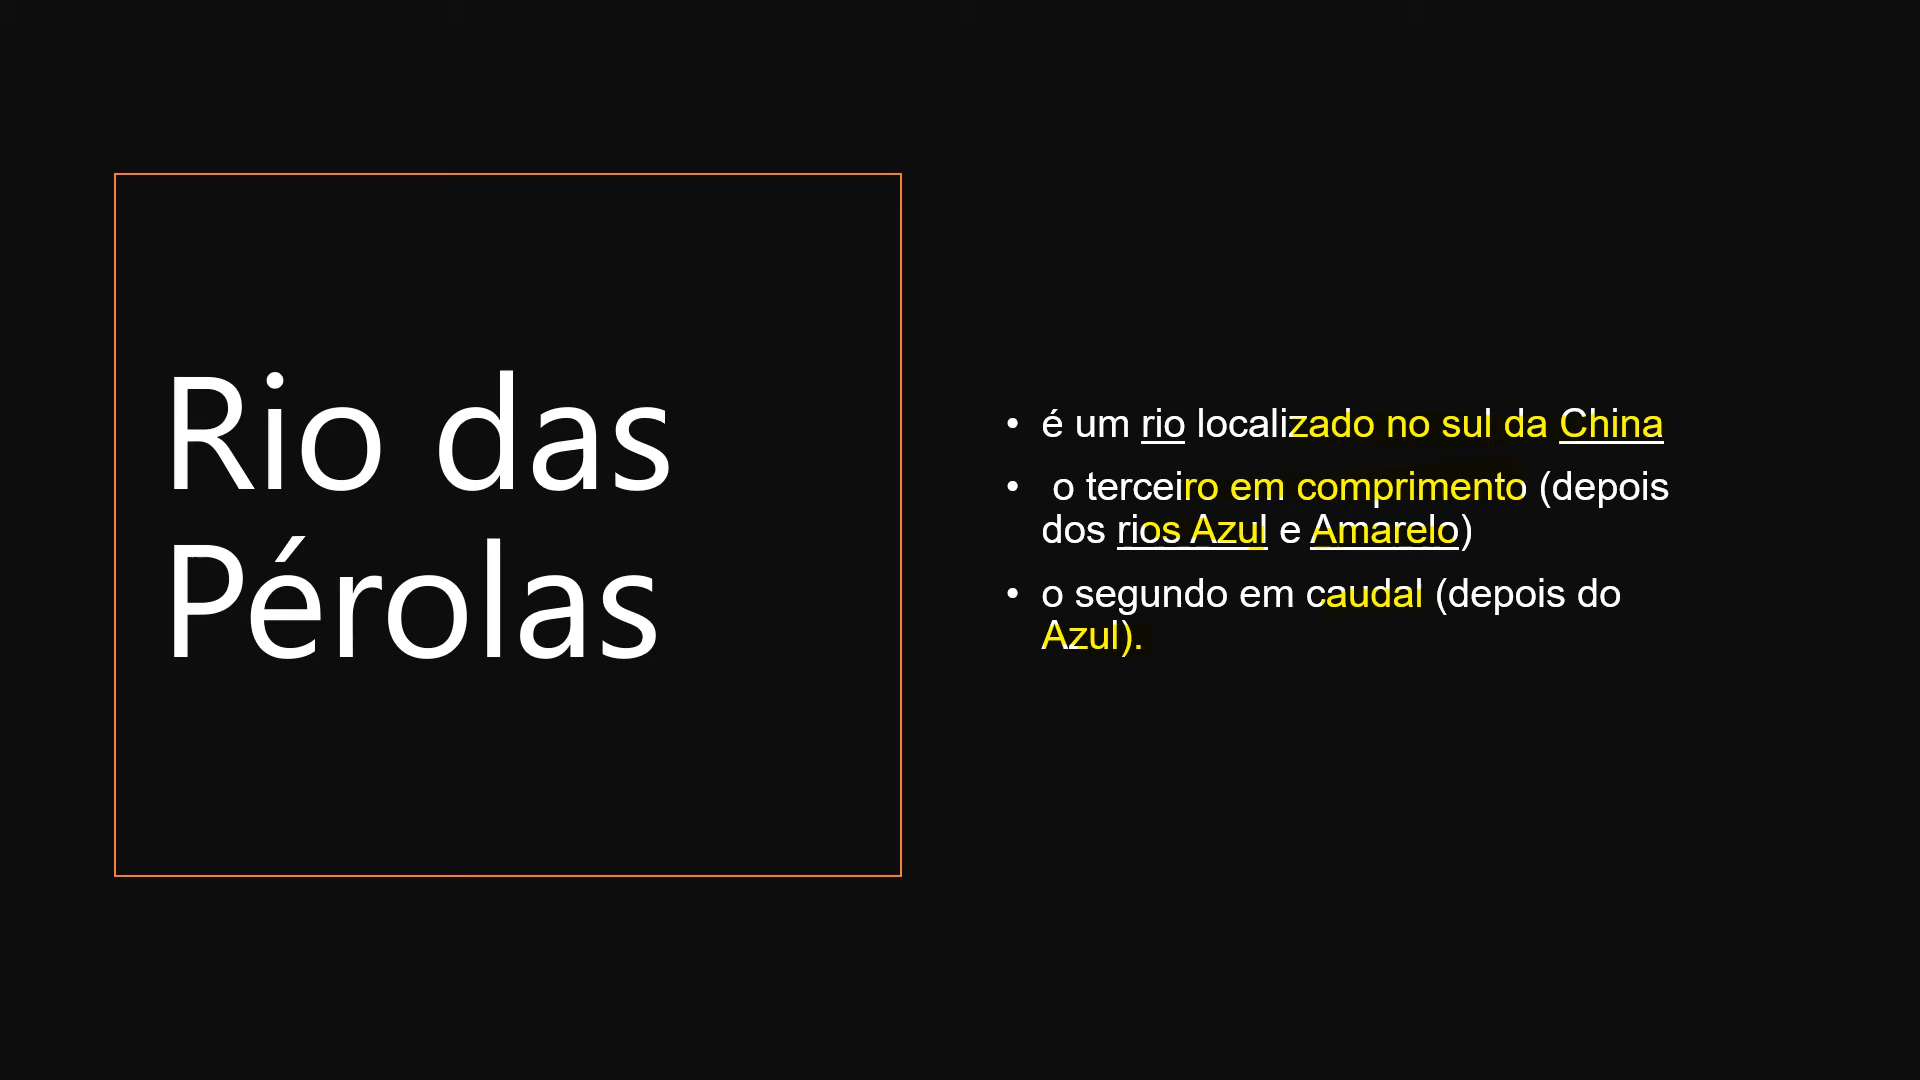 Rio das
Pérolas
• é um rio localizado no sul da China
• o terceiro em comprimento (depois
dos rios Azul e Amarelo)
• o segundo em caudal (depois do
Azul).